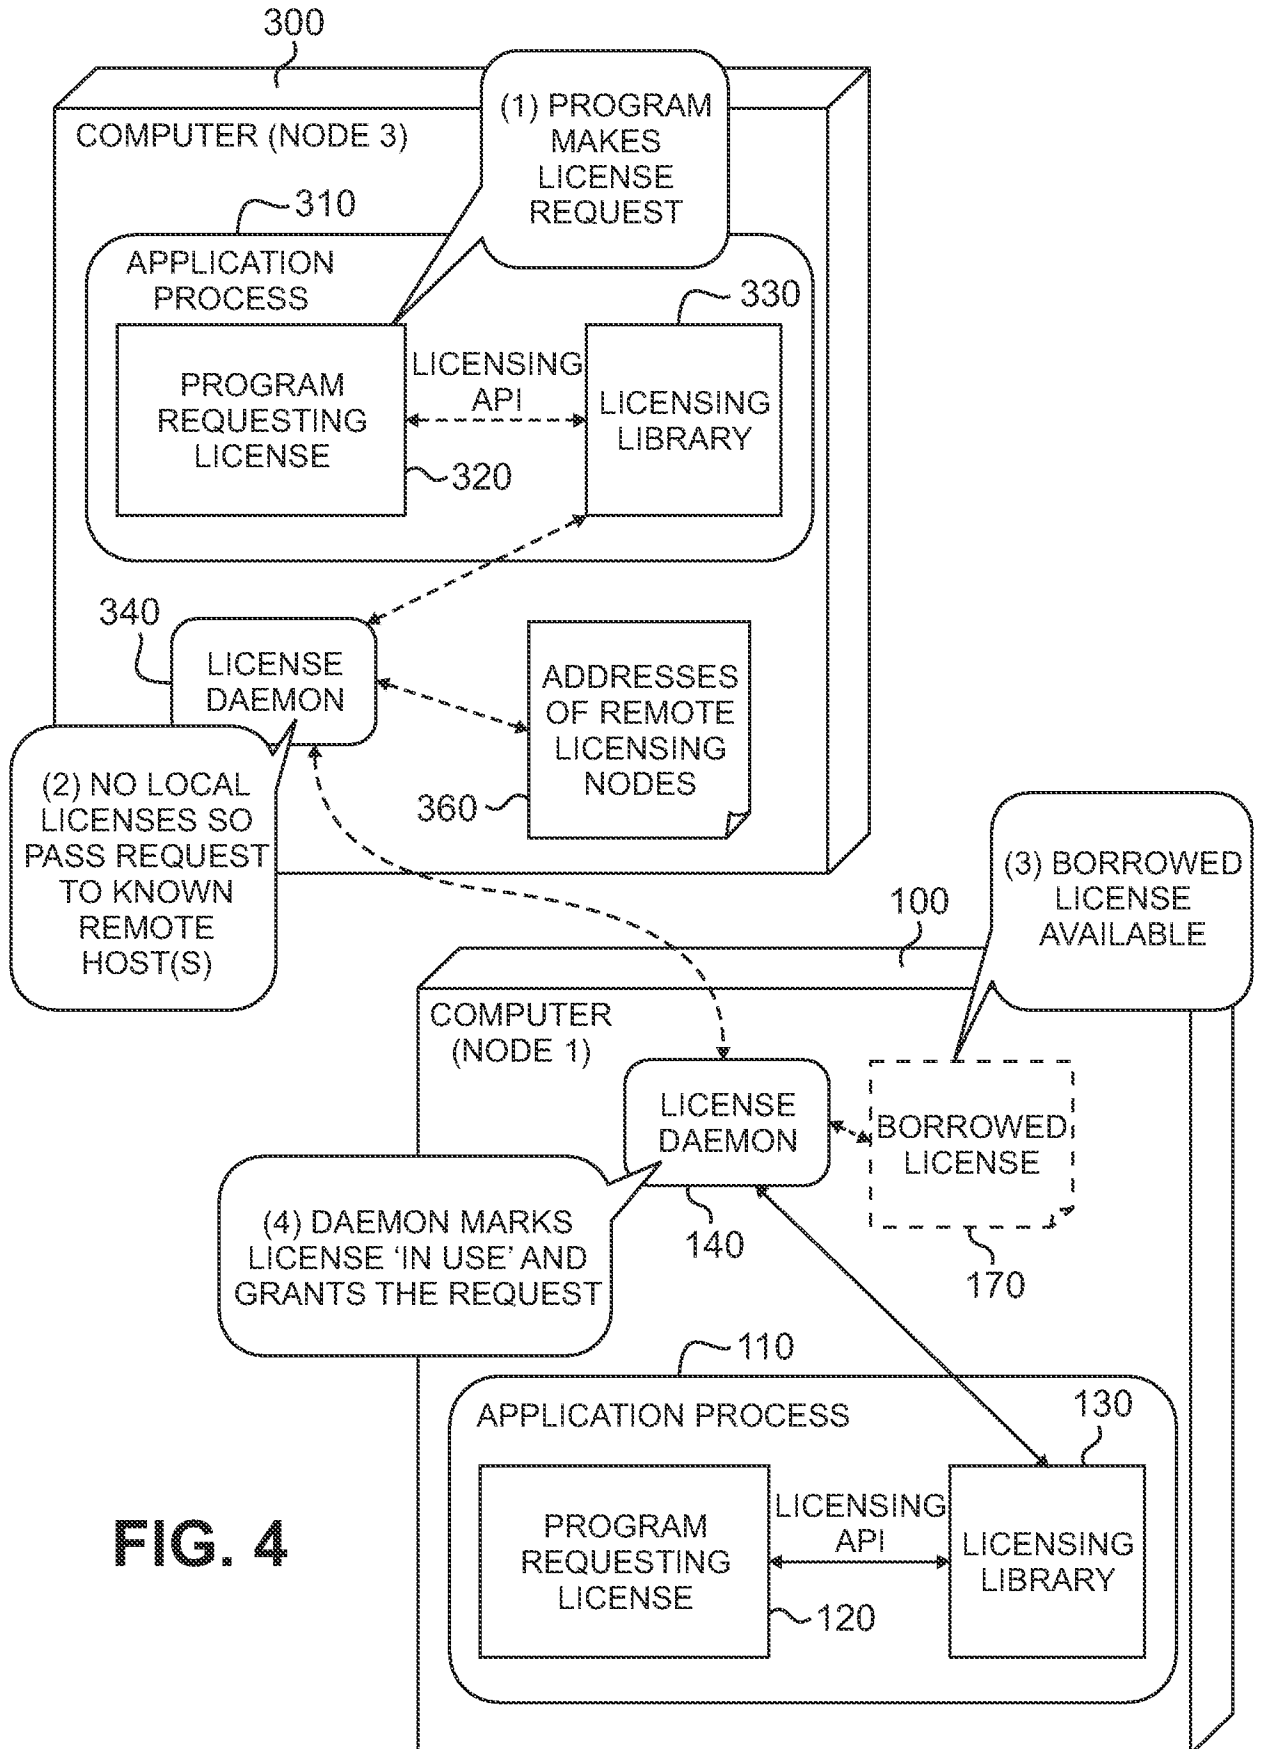 300
COMPUTER (NODE 3)
(1) PROGRAM
MAKES
LICENSE
REQUEST
310
APPLICATION
PROCESS
330
PROGRAM
REQUESTING
LICENSE
LICENSING
API
LICENSING
LIBRARY
320
340
LICENSE
DAEMON
ADDRESSES
OF REMOTE
LICENSING
NODES
360
(2) NO LOCAL
LICENSES SO
PASS REQUEST
TO KNOWN
REMOTE
HOST(S)
(3) BORROWED
LICENSE
AVAILABLE
100
COMPUTER
(NODE 1)
LICENSE
DAEMON
BORROWED
LICENSE
140
170
(4) DAEMON MARKS
LICENSE ‘IN USE’ AND
GRANTS THE REQUEST
110
APPLICATION PROCESS
130
PROGRAM
REQUESTING
LICENSE
LICENSING
API
LICENSING
LIBRARY
120
FIG. 4